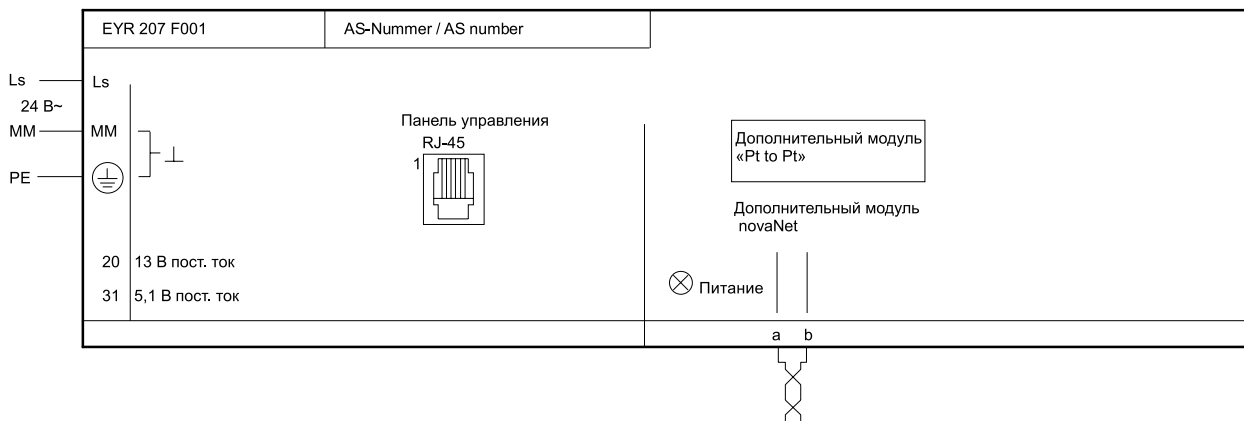 EYR 207 F001
AS-Nummer / AS number
Ls
Ls
24 В~
MM
MM
PE
Панель управления
RJ-45
1
Дополнительный модуль
«Pt to Pt»
Дополнительный модуль
novaNet
20
13 В пост. ток
31
5,1 В пост. ток
Питание
a
b